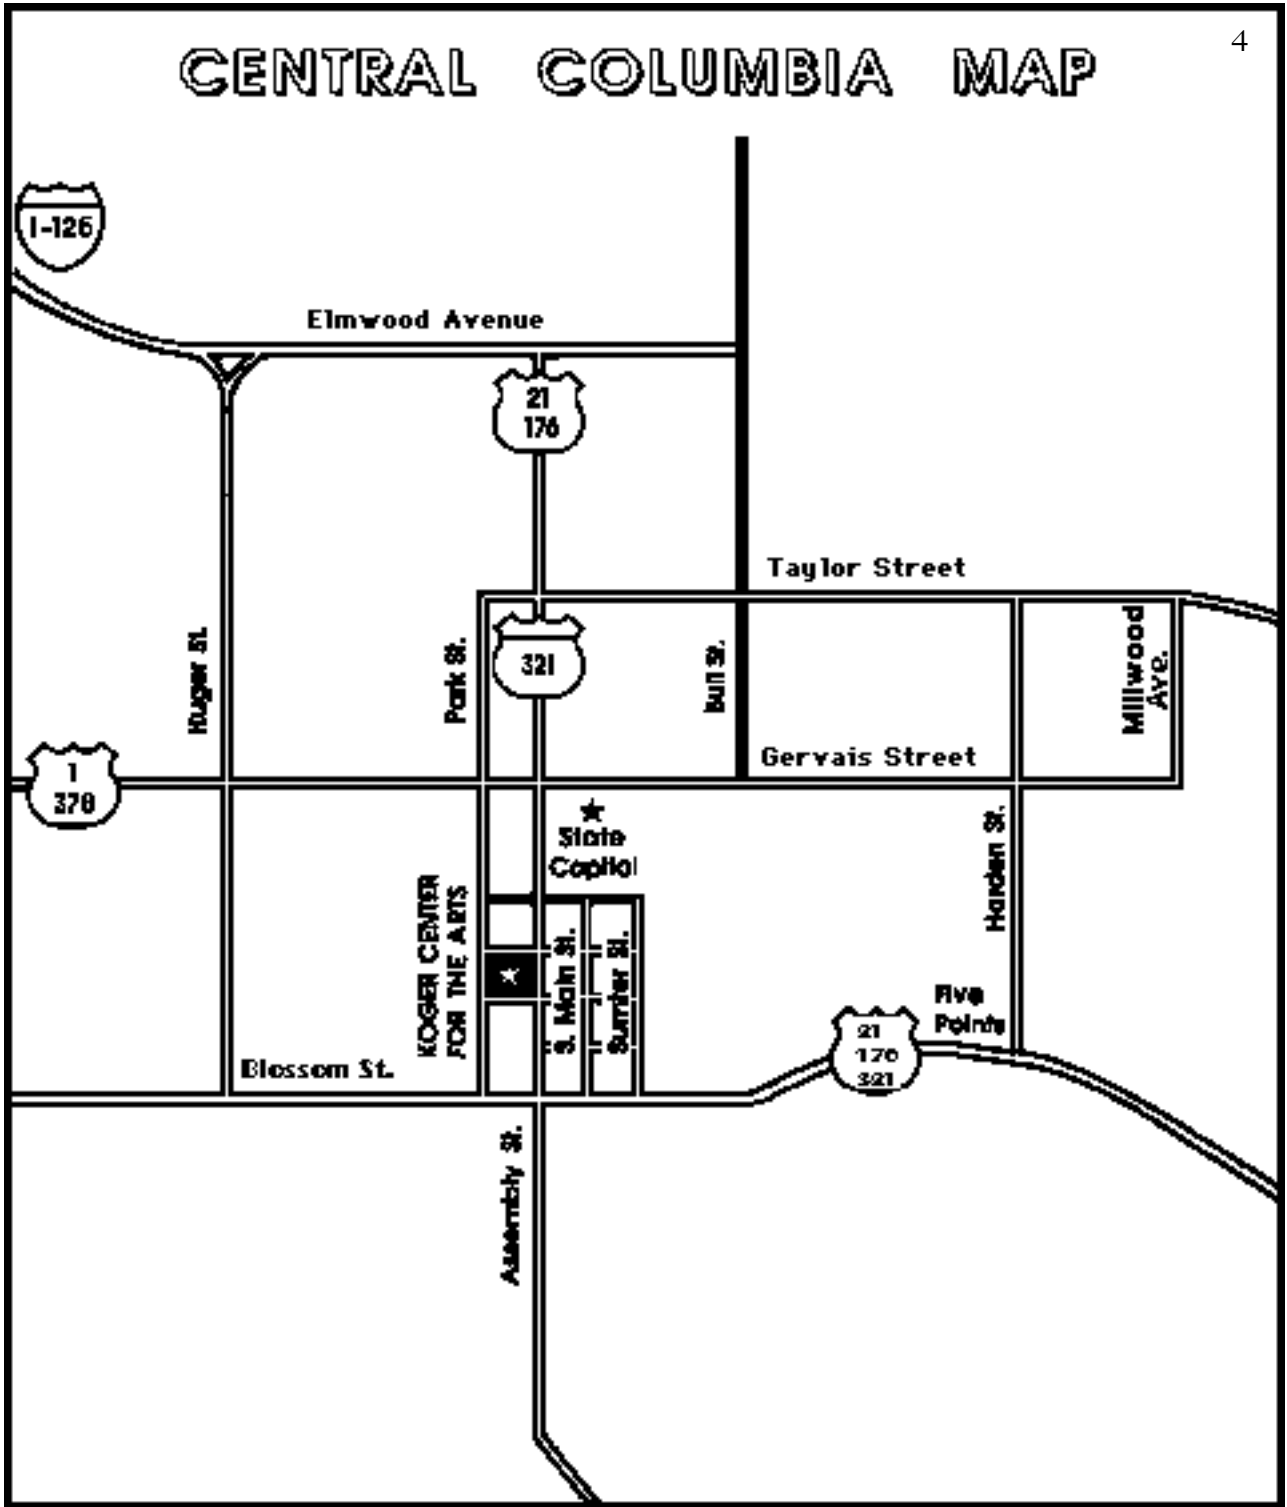 4
CENTRAL COLUMBIA MAP
I-126
Elmwood Avenue
21
176
Taylor Street
Huger St.
Park St.
321
Bull St.
Millwood
Ave.
Gervais Street
1
378
State
Capital
Harden St.
KOGER CENTER
FOR THE ARTS
S. Main St.
Sumter St.
Five
Points
21
176
321
Blossom St.
Assembly St.